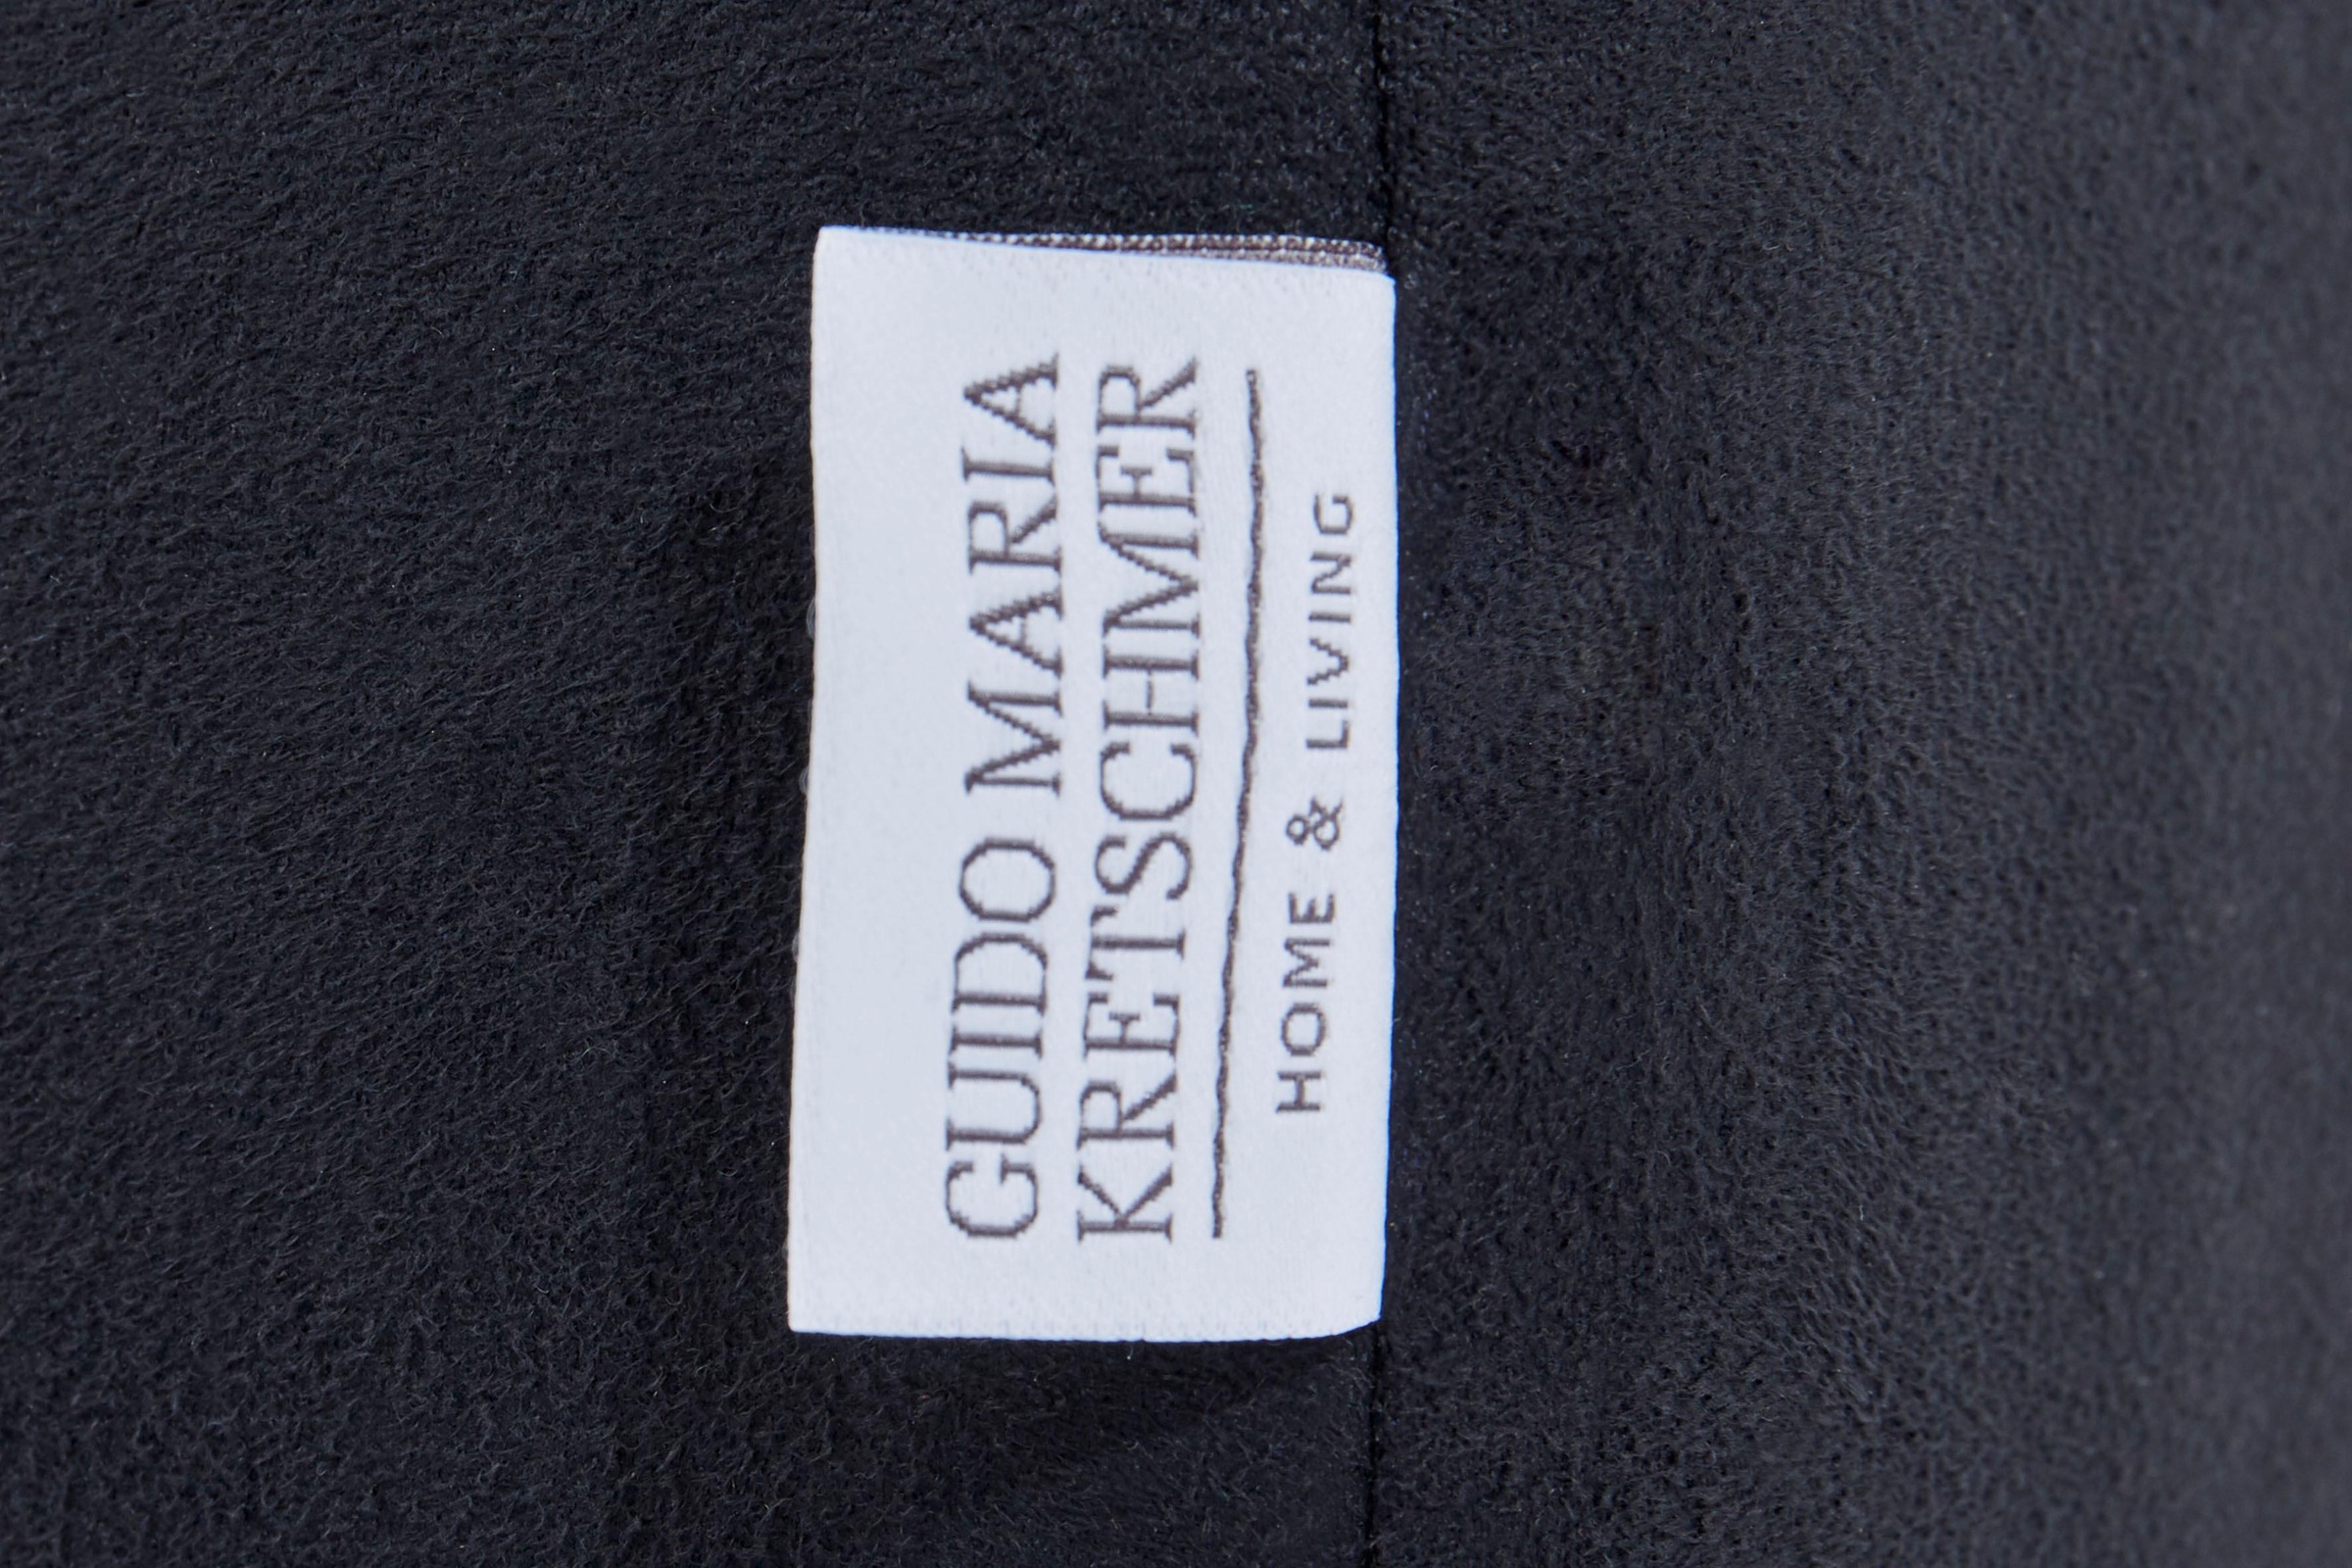 GUIDO MARIA
KRETSCHMER
HOME & LIVING